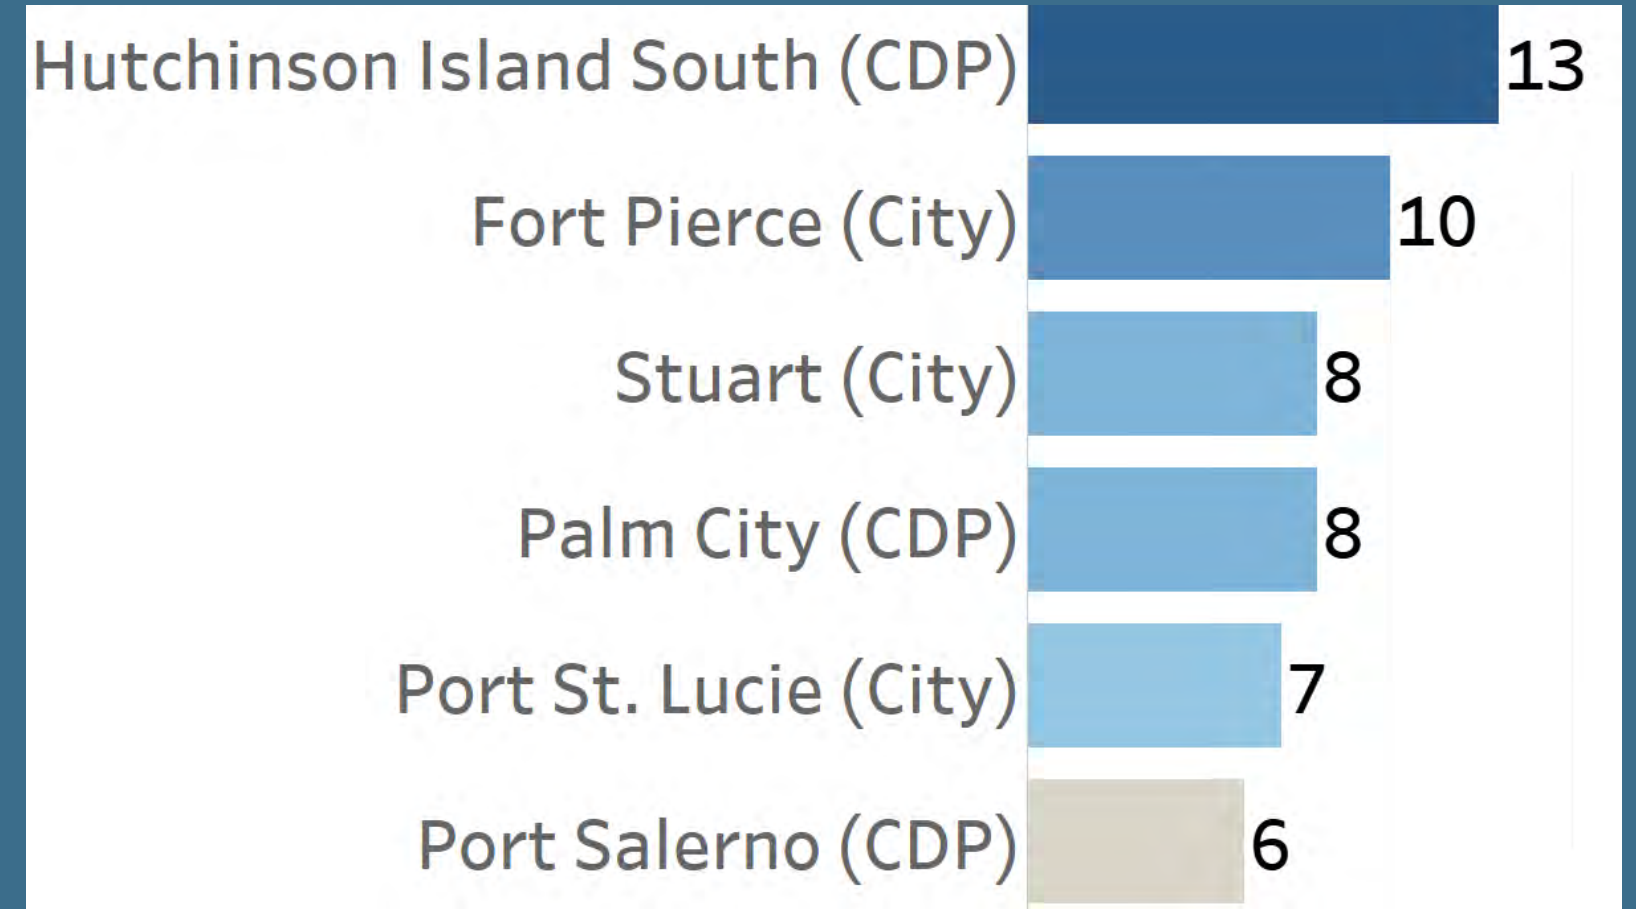 Hutchinson Island South (CDP) 13
Fort Pierce (City) 10
Stuart (City) 8
Palm City (CDP) 8
Port St. Lucie (City) 7
Port Salerno (CDP) 6